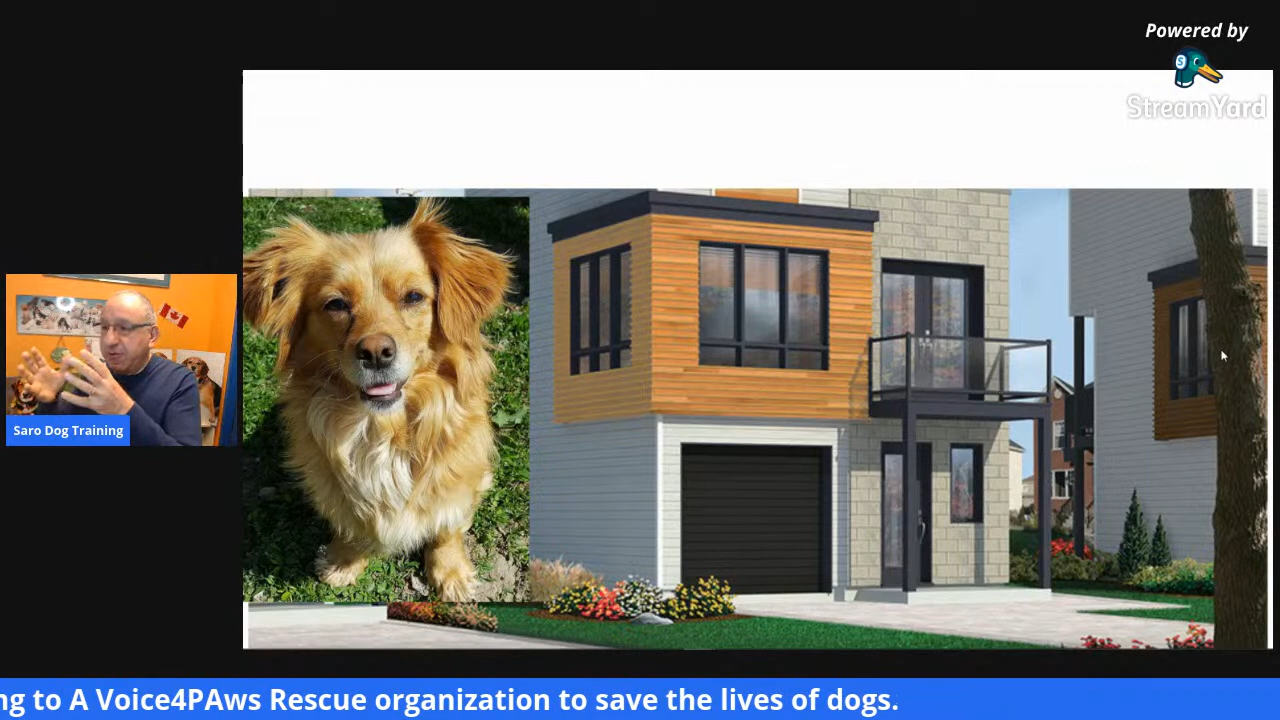 Powered by
S
StreamYard
Saro Dog Training
ng to A Voice4PAws Rescue organization to save the lives of dogs.